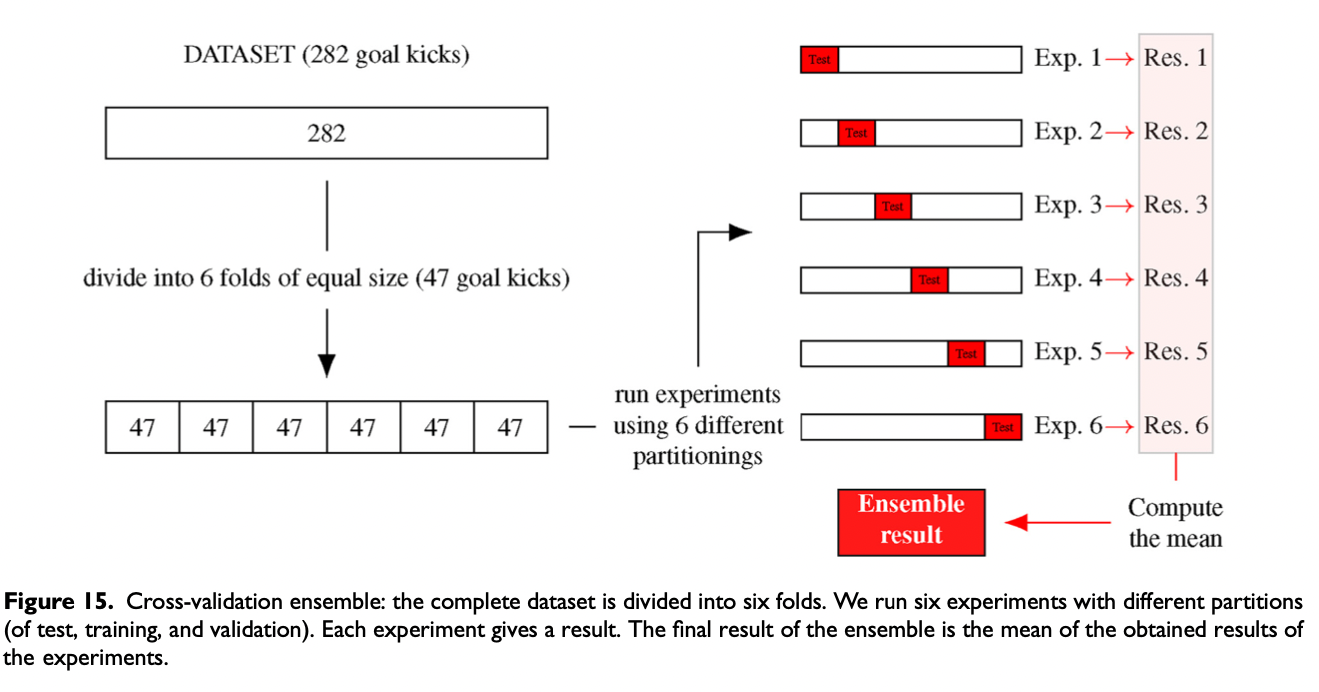 DATASET (282 goal kicks)
282
divide into 6 folds of equal size (47 goal kicks)
47 47 47 47 47 47
run experiments
using 6 different
partitionings
Test Exp. 1 Res. 1
Test Exp. 2 Res. 2
Test Exp. 3 Res. 3
Test Exp. 4 Res. 4
Test Exp. 5 Res. 5
Test Exp. 6 Res. 6
Compute
the mean
Ensemble
result
Figure 15. Cross-validation ensemble: the complete dataset is divided into six folds. We run six experiments with different partitions
(of test, training, and validation). Each experiment gives a result. The final result of the ensemble is the mean of the obtained results of
the experiments.